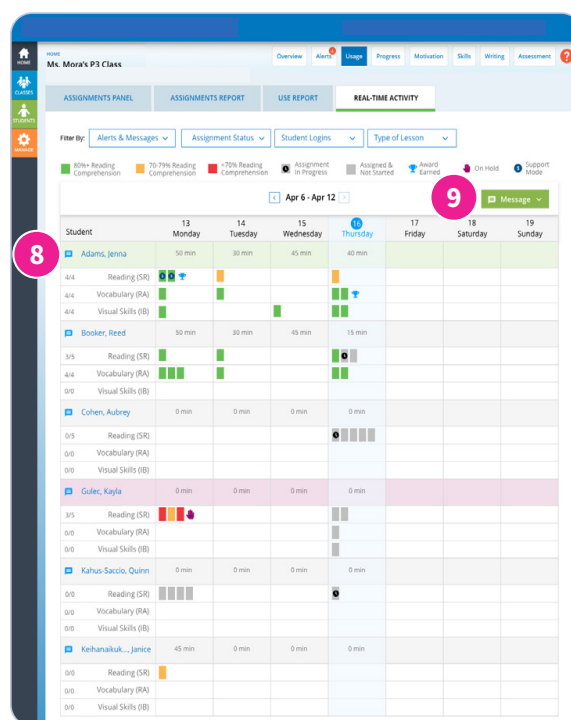 HOME
Ms. Mora's P3 Class
Overview Alerts Usage Progress Motivation Skills Writing Assessment ?
HOME
CLASSES
STUDENTS
MANAGE
ASSIGNMENTS PANEL ASSIGNMENTS REPORT USE REPORT REAL-TIME ACTIVITY
Filter By: Alerts & Messages Assignment Status Student Logins Type of Lesson
80%+ Reading Comprehension 70-79% Reading Comprehension <70% Reading Comprehension Assignment In Progress Assigned & Not Started Award Earned On Hold Support Mode
Apr 6 - Apr 12
9
Message
Student 13 Monday 14 Tuesday 15 Wednesday 16 Thursday 17 Friday 18 Saturday 19 Sunday
8
Adams, Jenna 50 min 30 min 45 min 40 min
4/4 Reading (SR)
4/4 Vocabulary (RA)
4/4 Visual Skills (IB)
Booker, Reed 50 min 30 min 45 min 15 min
3/5 Reading (SR)
4/4 Vocabulary (RA)
0/0 Visual Skills (IB)
Cohen, Aubrey 0 min 0 min 0 min 0 min
0/5 Reading (SR)
0/0 Vocabulary (RA)
0/0 Visual Skills (IB)
Gulec, Kayla 0 min 0 min 0 min 0 min
3/5 Reading (SR)
0/0 Vocabulary (RA)
0/0 Visual Skills (IB)
Kahus-Saccio, Quinn 0 min 0 min 0 min 0 min
0/0 Reading (SR)
0/0 Vocabulary (RA)
0/0 Visual Skills (IB)
Keihanaikuk..., Janice 45 min 0 min 0 min 0 min
0/0 Reading (SR)
0/0 Vocabulary (RA)
0/0 Visual Skills (IB)